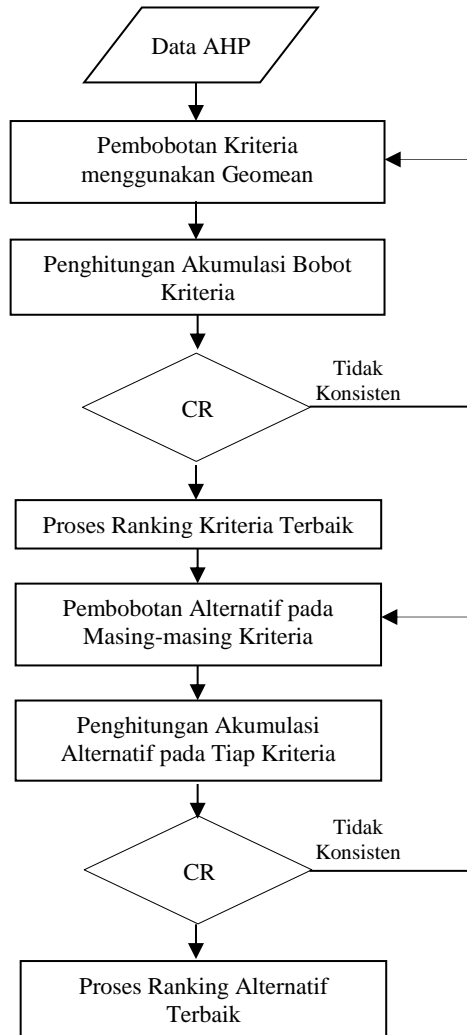 Data AHP
Pembobotan Kriteria
menggunakan Geomean
Penghitungan Akumulasi Bobot
Kriteria
CR
Tidak
Konsisten
Proses Ranking Kriteria Terbaik
Pembobotan Alternatif pada
Masing-masing Kriteria
Penghitungan Akumulasi
Alternatif pada Tiap Kriteria
CR
Tidak
Konsisten
Proses Ranking Alternatif
Terbaik